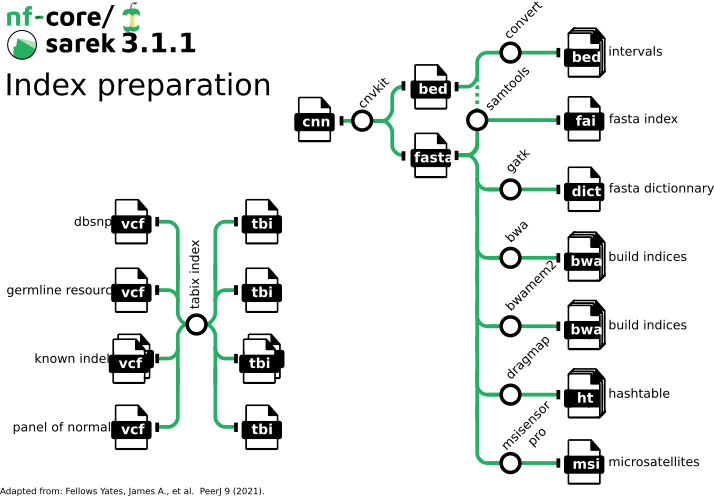 nf-core/
sarek 3.1.1
Index preparation
convert
bed
intervals
cnvkit
bed
samtools
cnn
fai
fasta index
fasta
gatk
dict
fasta dictionnary
dbsnp
vcf
tbi
bwa
bwa
build indices
tabix index
germline resourc
vcf
tbi
bwamem2
bwa
build indices
known indel
vcf
tbi
dragmap
ht
hashtable
panel of normal
vcf
tbi
msisensor
pro
msi
microsatellites
Adapted from: Fellows Yates, James A., et al. PeerJ 9 (2021).